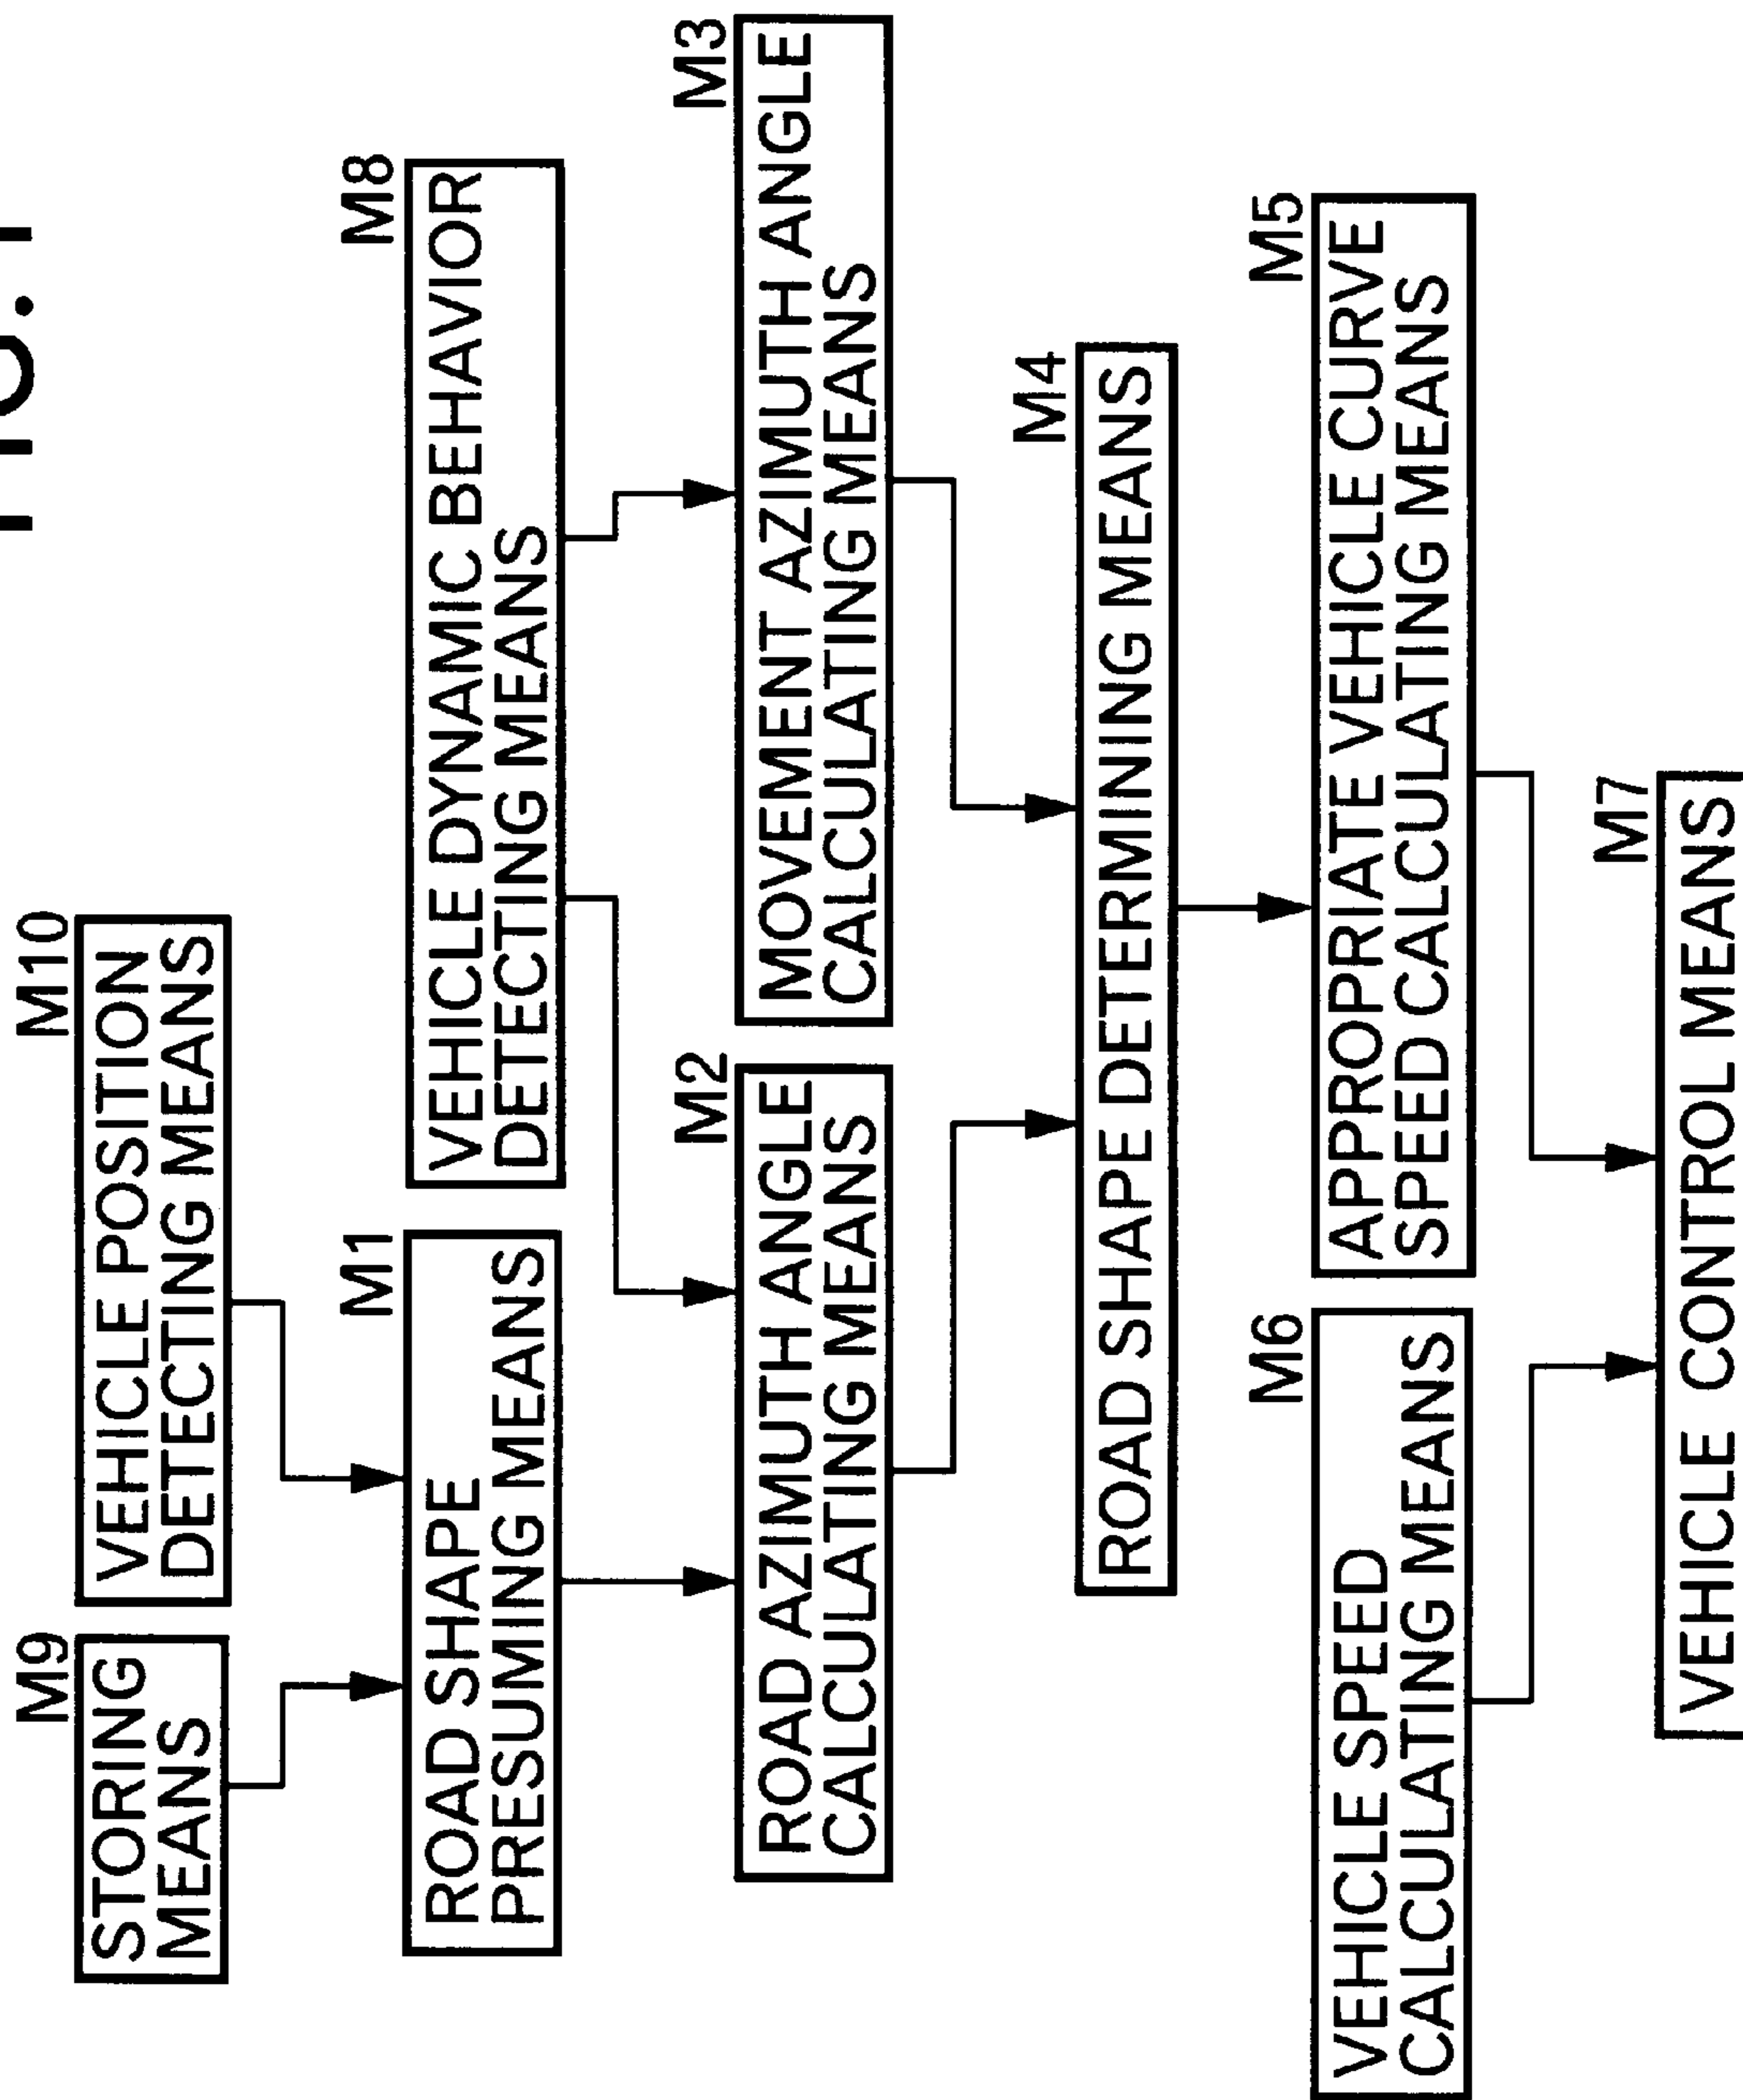 FIG. 1
M9
STORING
MEANS
M10
VEHICLE POSITION
DETECTING MEANS
M1
ROAD SHAPE
PRESUMING MEANS
M8
VEHICLE DYNAMIC BEHAVIOR
DETECTING MEANS
M2
ROAD AZIMUTH ANGLE
CALCULATING MEANS
M3
MOVEMENT AZIMUTH ANGLE
CALCULATING MEANS
M4
ROAD SHAPE DETERMINING MEANS
M6
VEHICLE SPEED
CALCULATING MEANS
M5
APPROPRIATE VEHICLE CURVE
SPEED CALCULATING MEANS
M7
VEHICLE CONTROL MEANS